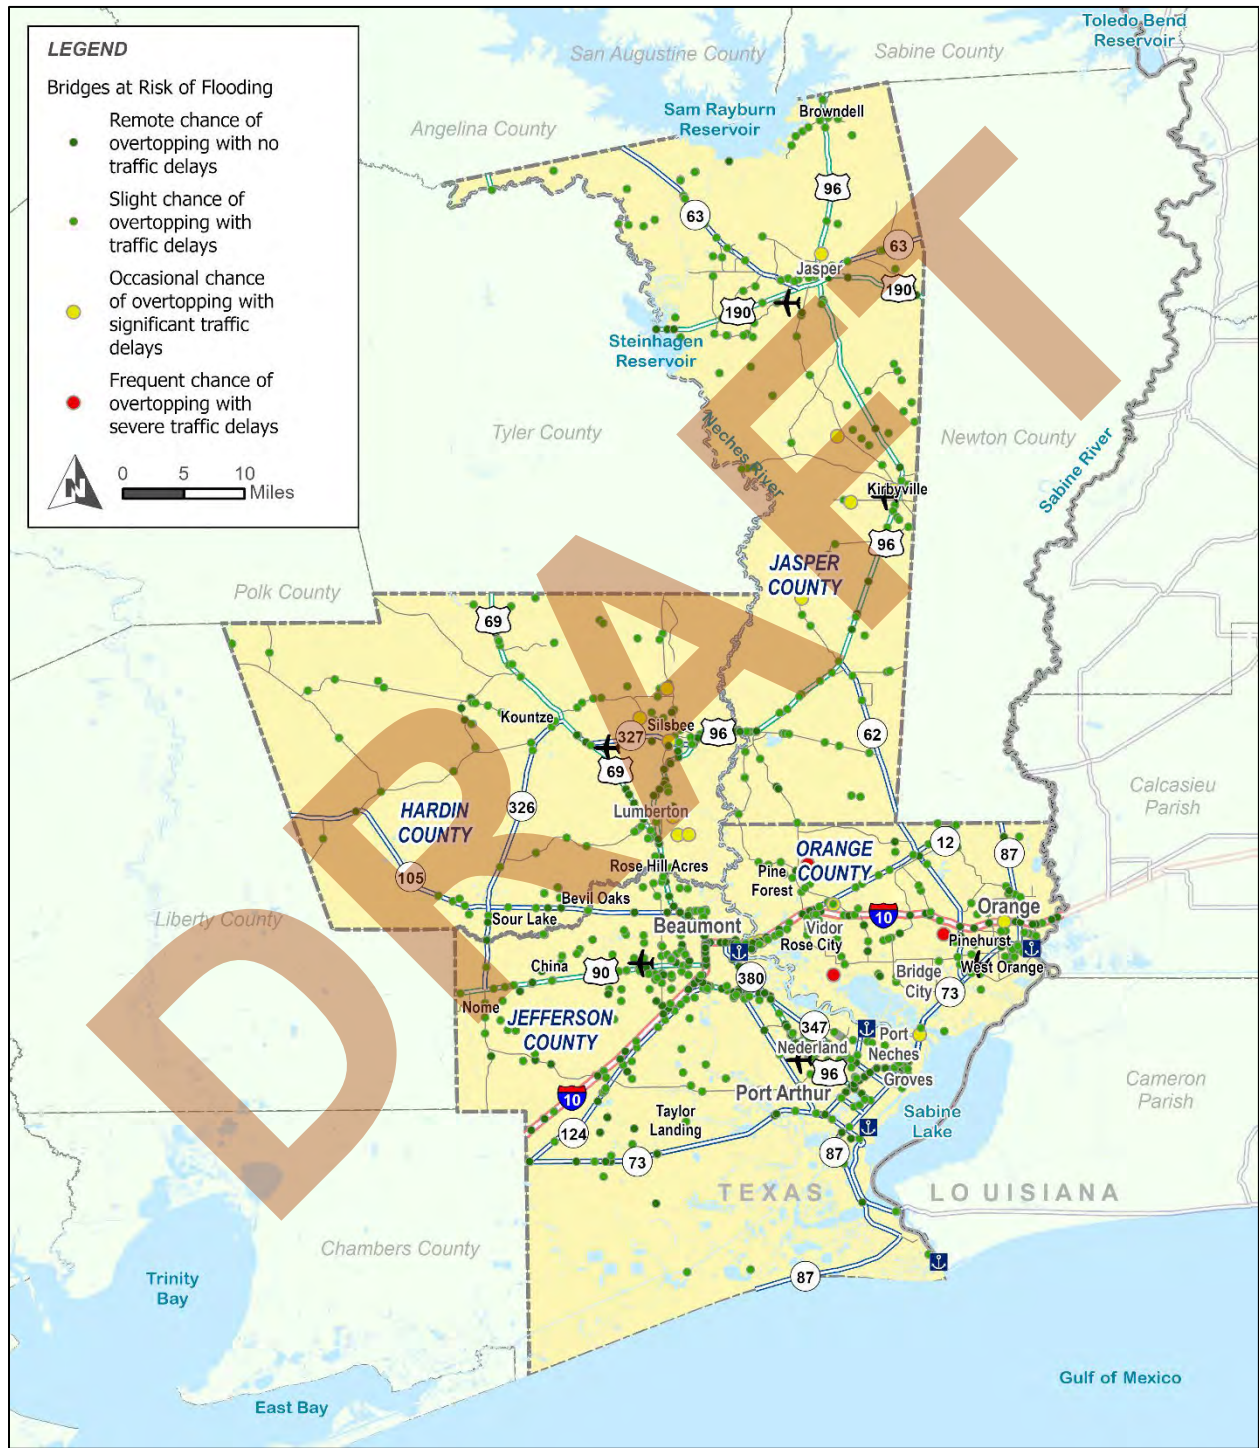 LEGEND
Bridges at Risk of Flooding
Remote chance of
overtopping with no
traffic delays
Slight chance of
overtopping with
traffic delays
Occasional chance
of overtopping with
significant traffic
delays
Frequent chance of
overtopping with
severe traffic delays
N
0 5 10
Miles
Toledo Bend
Reservoir
San Augustine County
Sabine County
Sam Rayburn
Reservoir
Browndell
Angelina County
96
63
63
Jasper
190
190
Steinhagen
Reservoir
Tyler County
Neches River
Newton County
Sabine River
Kirbyville
96
JASPER
COUNTY
Polk County
69
Kountze
327
Silsbee
96
62
69
Calcasieu
Parish
HARDIN
COUNTY
326
Lumberton
ORANGE
COUNTY
12
87
105
Rose Hill Acres
Pine
Forest
Bevil Oaks
Liberty County
Sour Lake
Beaumont
10
Orange
Vidor
Rose City
Pinehurst
China
90
West Orange
Bridge
City
380
73
Nome
JEFFERSON
COUNTY
347
Nederland
Port
Neches
96
Groves
Port Arthur
10
Cameron
Parish
Taylor
Landing
Sabine
Lake
124
73
87
TEXAS
LOUISIANA
Chambers County
87
Trinity
Bay
Gulf of Mexico
East Bay
DRAFT